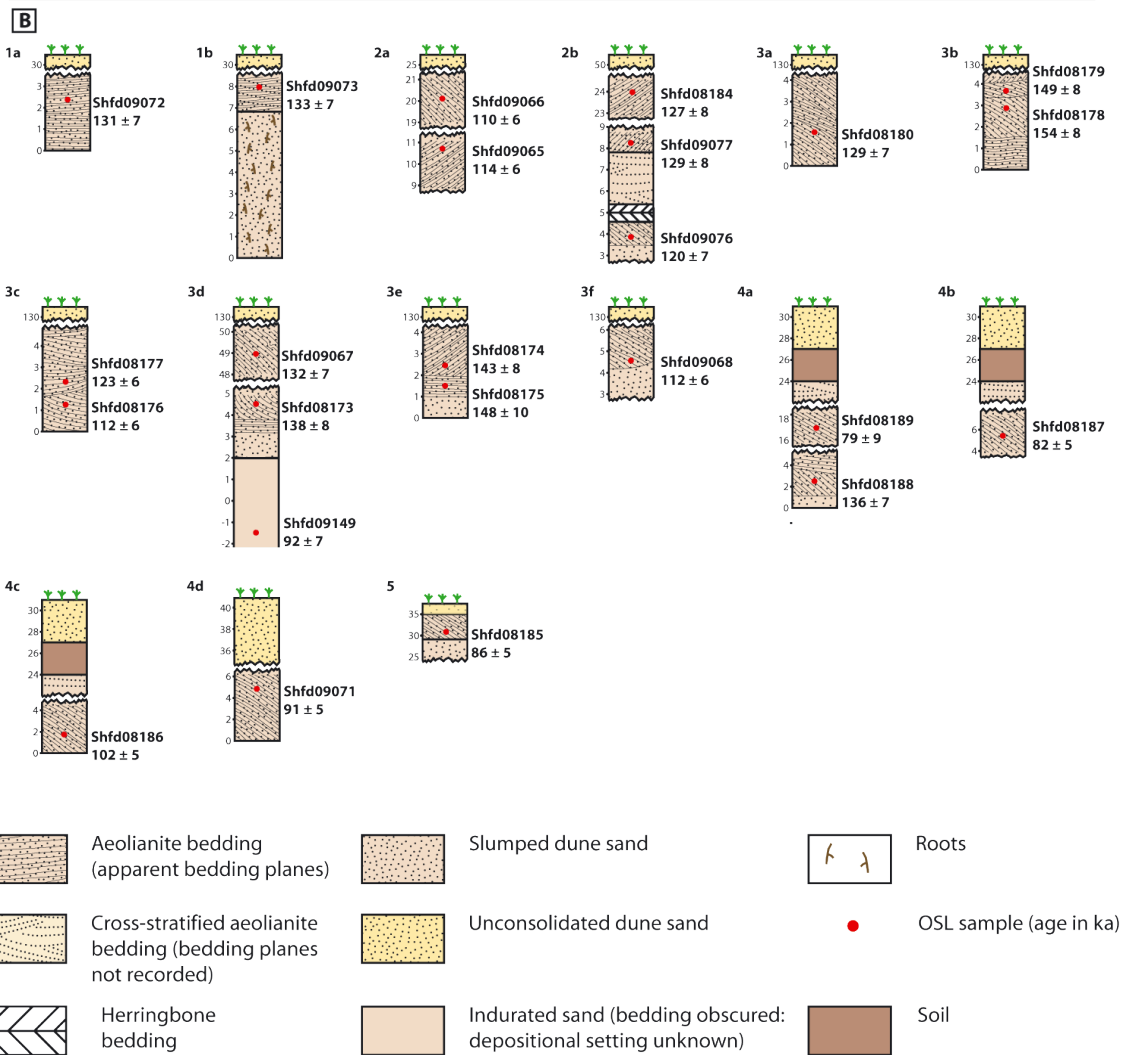 B
1a
30
3
2
1
0
Shfd09072
131 ± 7
1b
30
8
7
6
5
4
3
2
1
0
Shfd09073
133 ± 7
2a
25
21
20
19
11
10
9
Shfd09066
110 ± 6
Shfd09065
114 ± 6
2b
50
24
23
9
8
7
6
5
4
3
Shfd08184
127 ± 8
Shfd09077
129 ± 8
Shfd09076
120 ± 7
3a
130
4
3
2
1
0
Shfd08180
129 ± 7
3b
130
4
3
2
1
0
Shfd08179
149 ± 8
Shfd08178
154 ± 8
3c
130
4
3
2
1
0
Shfd08177
123 ± 6
Shfd08176
112 ± 6
3d
130
50
49
48
5
4
3
2
1
0
-1
-2
Shfd09067
132 ± 7
Shfd08173
138 ± 8
Shfd09149
92 ± 7
3e
130
4
3
2
1
0
Shfd08174
143 ± 8
Shfd08175
148 ± 10
3f
130
6
5
4
3
Shfd09068
112 ± 6
4a
30
28
26
24
18
16
4
2
0
Shfd08189
79 ± 9
Shfd08188
136 ± 7
4b
30
28
26
24
6
4
Shfd08187
82 ± 5
4c
30
28
26
24
4
2
0
Shfd08186
102 ± 5
4d
40
38
36
6
4
2
0
Shfd09071
91 ± 5
5
35
30
25
Shfd08185
86 ± 5
Aeolianite bedding
(apparent bedding planes)
Slumped dune sand
Roots
Cross-stratified aeolianite
bedding (bedding planes
not recorded)
Unconsolidated dune sand
OSL sample (age in ka)
Herringbone
bedding
Indurated sand (bedding obscured:
depositional setting unknown)
Soil